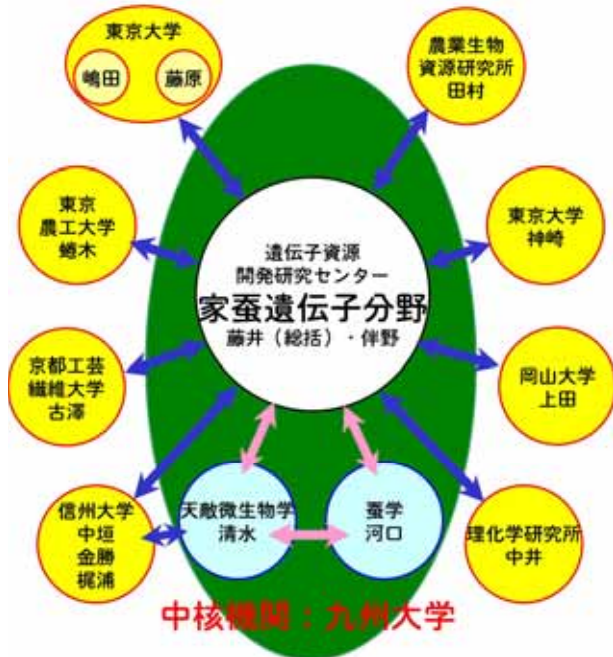 東京大学
嶋田 藤原
農業生物
資源研究所
田村
東京
農工大学
蜷木
東京大学
神崎
遺伝子資源
開発研究センター
家蚕遺伝子分野
藤井(総括)・伴野
京都工芸
繊維大学
古澤
岡山大学
上田
信州大学
中垣
金勝
梶浦
天敵微生物学
清水
蚕学
河口
理化学研究所
中井
中核機関:九州大学